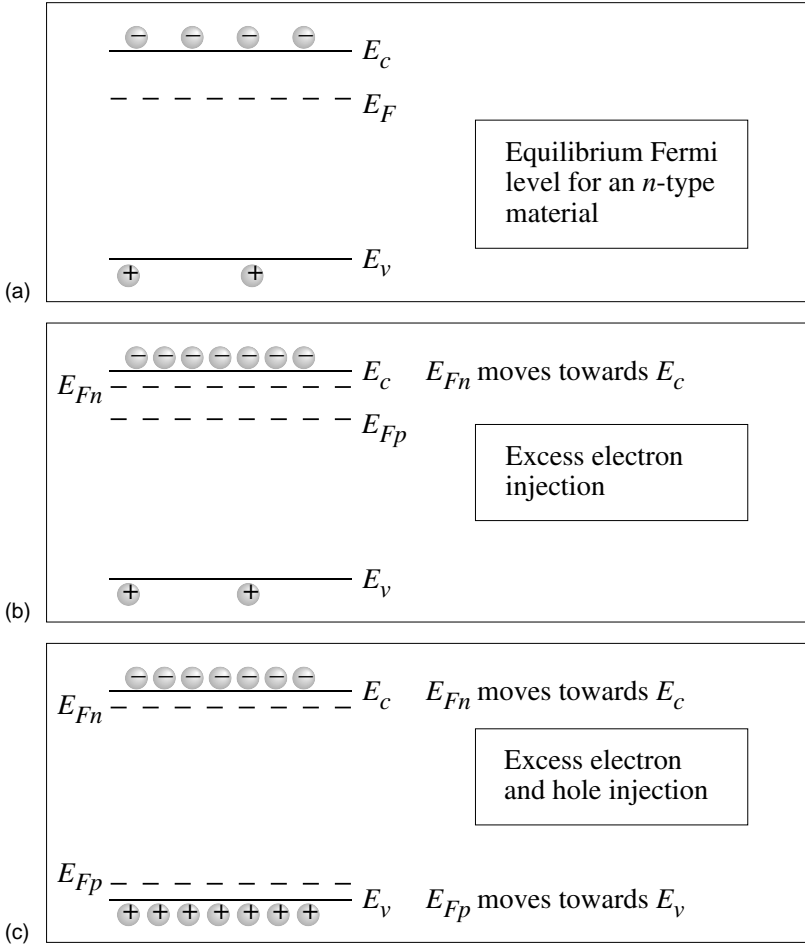 E_c
E_F
Equilibrium Fermi
level for an n-type
material
E_v
(a)
E_c E_Fn moves towards E_c
E_Fn
E_Fp
Excess electron
injection
E_v
(b)
E_c E_Fn moves towards E_c
E_Fn
Excess electron
and hole injection
E_Fp
E_v E_Fp moves towards E_v
(c)